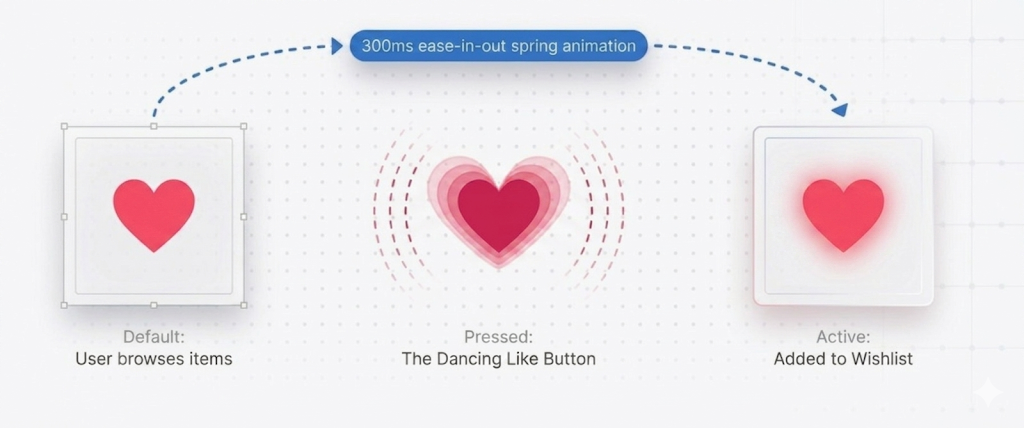 300ms ease-in-out spring animation
Default:
User browses items
Pressed:
The Dancing Like Button
Active:
Added to Wishlist